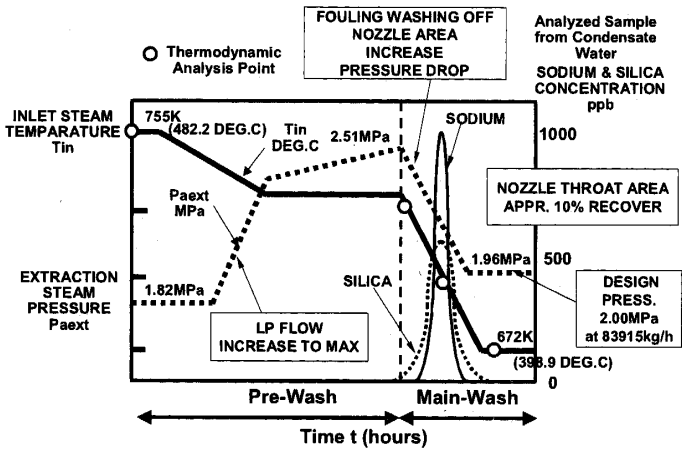 FOULING WASHING OFF
NOZZLE AREA
INCREASE
PRESSURE DROP
Analyzed Sample
from Condensate
Water
SODIUM & SILICA
CONCENTRATION
ppb
Thermodynamic
Analysis Point
INLET STEAM
TEMPARATURE
Tin
755K
(482.2 DEG.C)
Tin
DEG.C
2.51MPa
SODIUM
1000
Paext
MPa
NOZZLE THROAT AREA
APPR. 10% RECOVER
EXTRACTION
STEAM
PRESSURE
Paext
1.82MPa
SILICA
1.96MPa
500
LP FLOW
INCREASE TO MAX
DESIGN
PRESS.
2.00MPa
at 83915kg/h
672K
(398.9 DEG.C)
0
Pre-Wash
Main-Wash
Time t (hours)